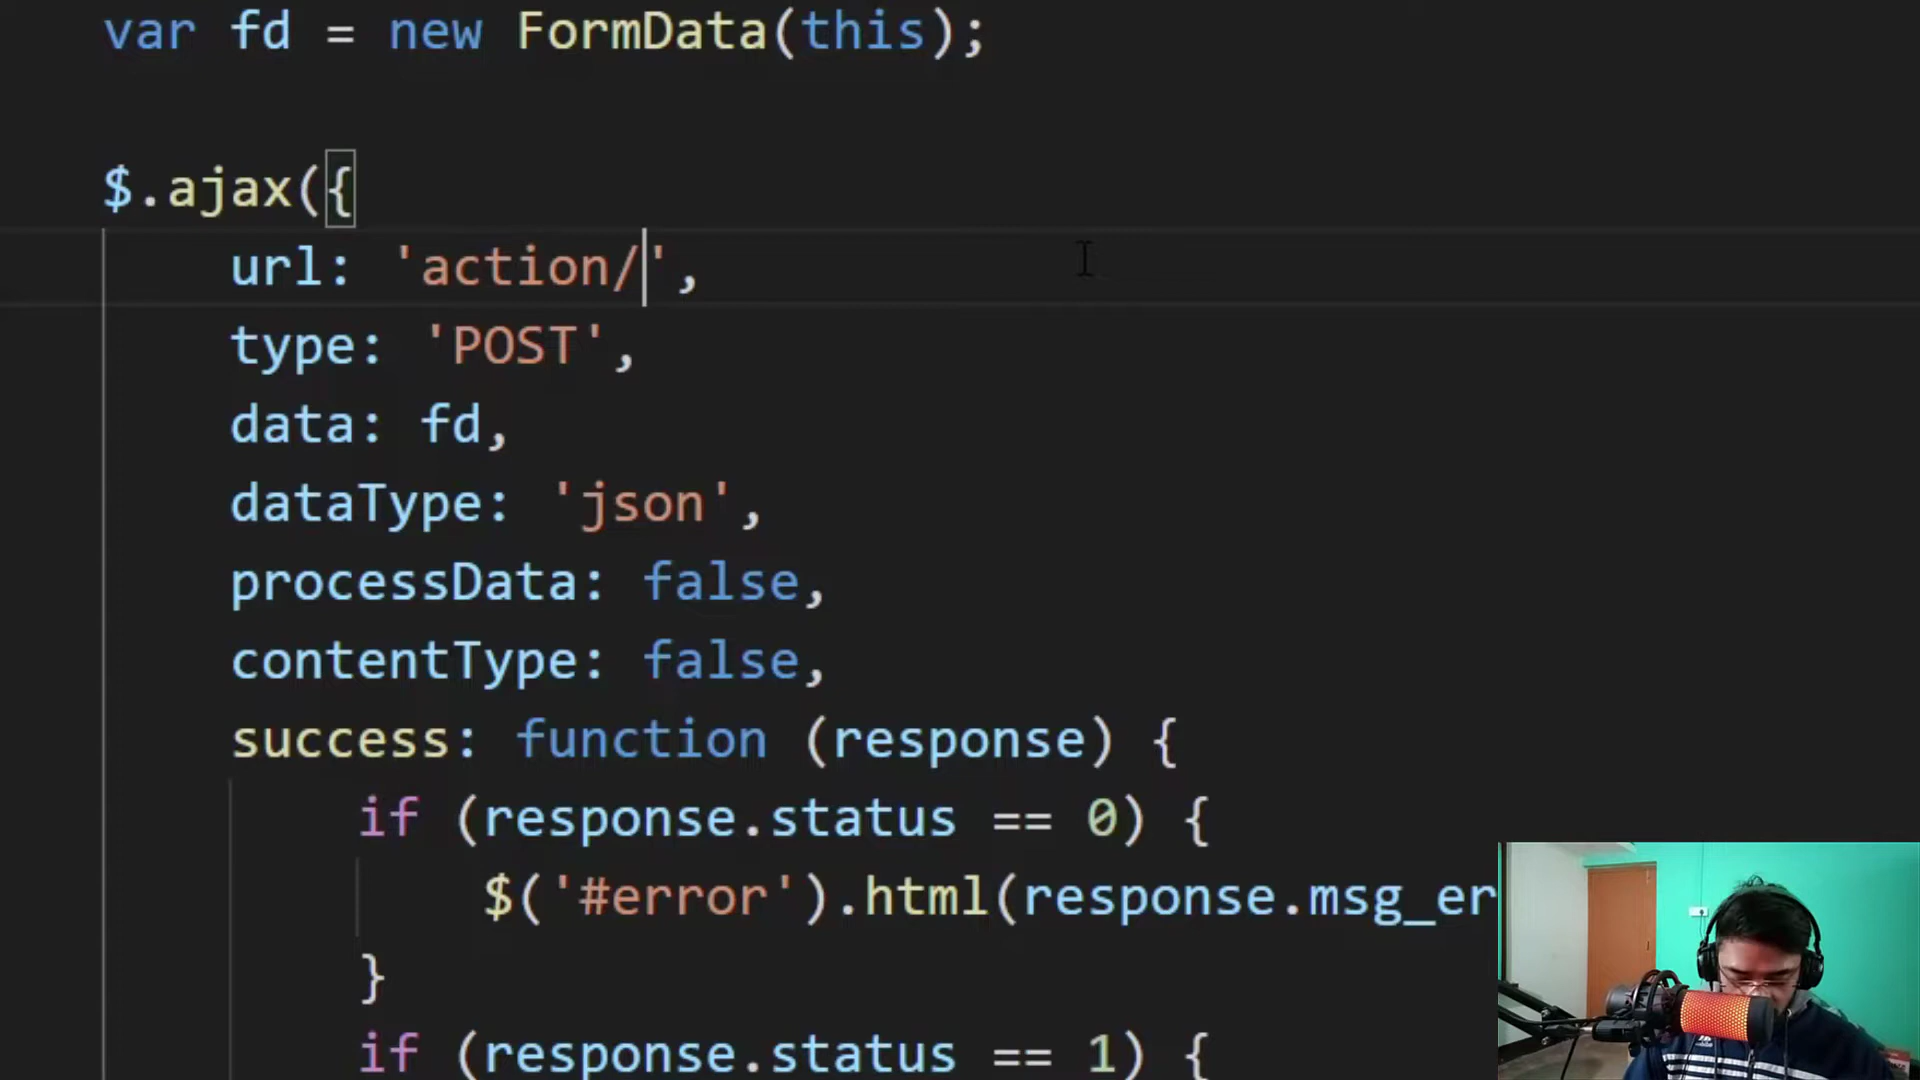 var fd = new FormData(this);
$.ajax({
url: 'action/',
type: 'POST',
data: fd,
dataType: 'json',
processData: false,
contentType: false,
success: function (response) {
if (response.status == 0) {
$('#error').html(response.msg_er
}
if (response.status == 1) {